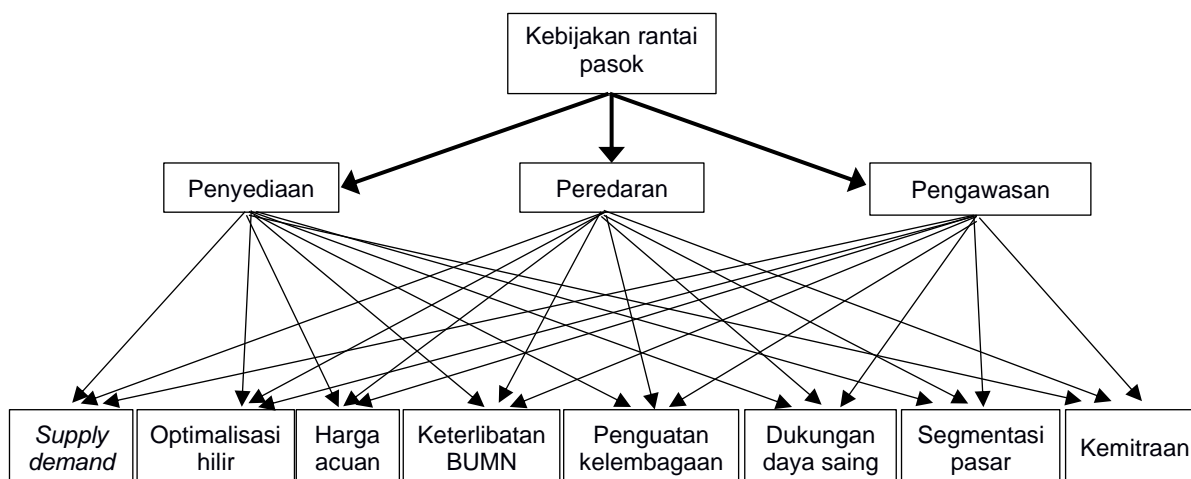 Kebijakan rantai
pasok
Penyediaan
Peredaran
Pengawasan
Supply
demand
Optimalisasi
hilir
Harga
acuan
Keterlibatan
BUMN
Penguatan
kelembagaan
Dukungan
daya saing
Segmentasi
pasar
Kemitraan